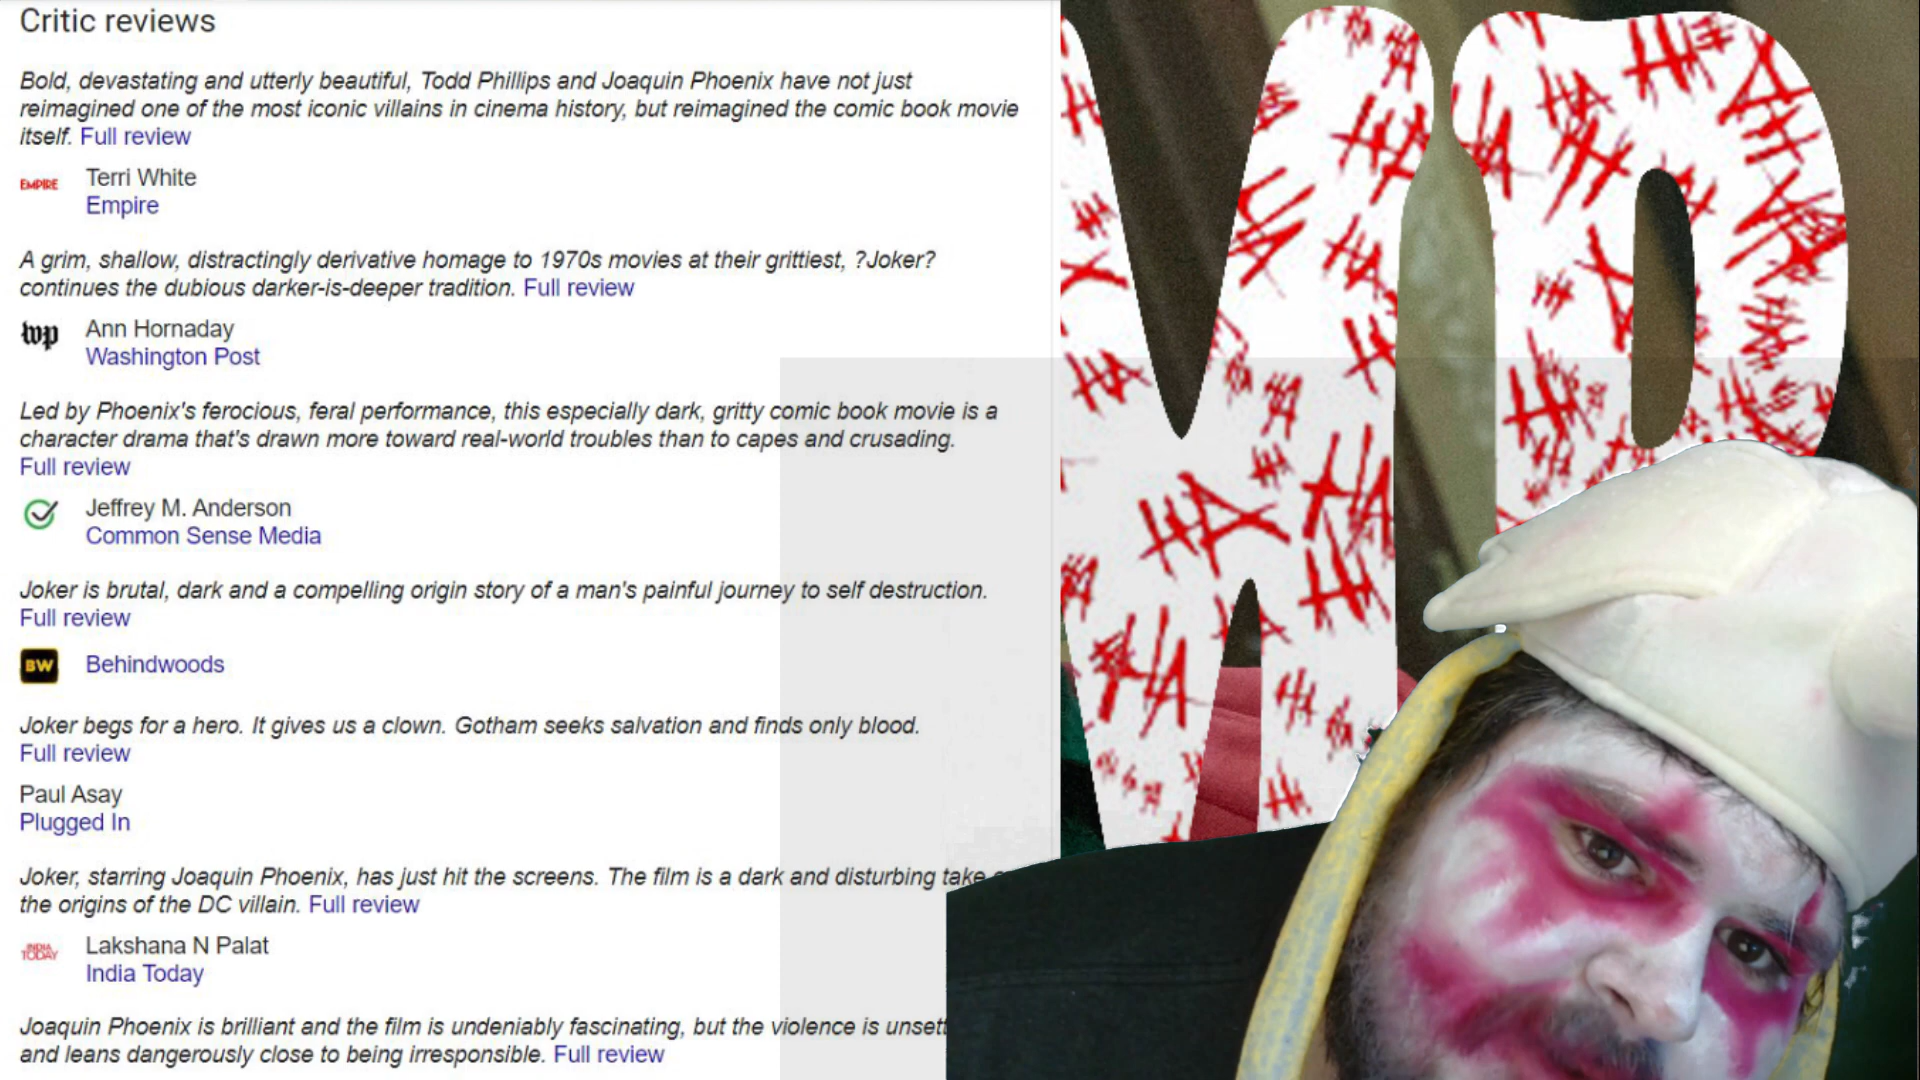 Critic reviews
Bold, devastating and utterly beautiful, Todd Phillips and Joaquin Phoenix have not just
reimagined one of the most iconic villains in cinema history, but reimagined the comic book movie
itself. Full review
EMPIRE
Terri White
Empire
A grim, shallow, distractingly derivative homage to 1970s movies at their grittiest, ?Joker?
continues the dubious darker-is-deeper tradition. Full review
wp
Ann Hornaday
Washington Post
Led by Phoenix's ferocious, feral performance, this especially dark, gritty comic book movie is a
character drama that's drawn more toward real-world troubles than to capes and crusading.
Full review
Jeffrey M. Anderson
Common Sense Media
Joker is brutal, dark and a compelling origin story of a man's painful journey to self destruction.
Full review
BW
Behindwoods
Joker begs for a hero. It gives us a clown. Gotham seeks salvation and finds only blood.
Full review
Paul Asay
Plugged In
Joker, starring Joaquin Phoenix, has just hit the screens. The film is a dark and disturbing take
the origins of the DC villain. Full review
INDIA
TODAY
Lakshana N Palat
India Today
Joaquin Phoenix is brilliant and the film is undeniably fascinating, but the violence is unsett
and leans dangerously close to being irresponsible. Full review
HA HA HA